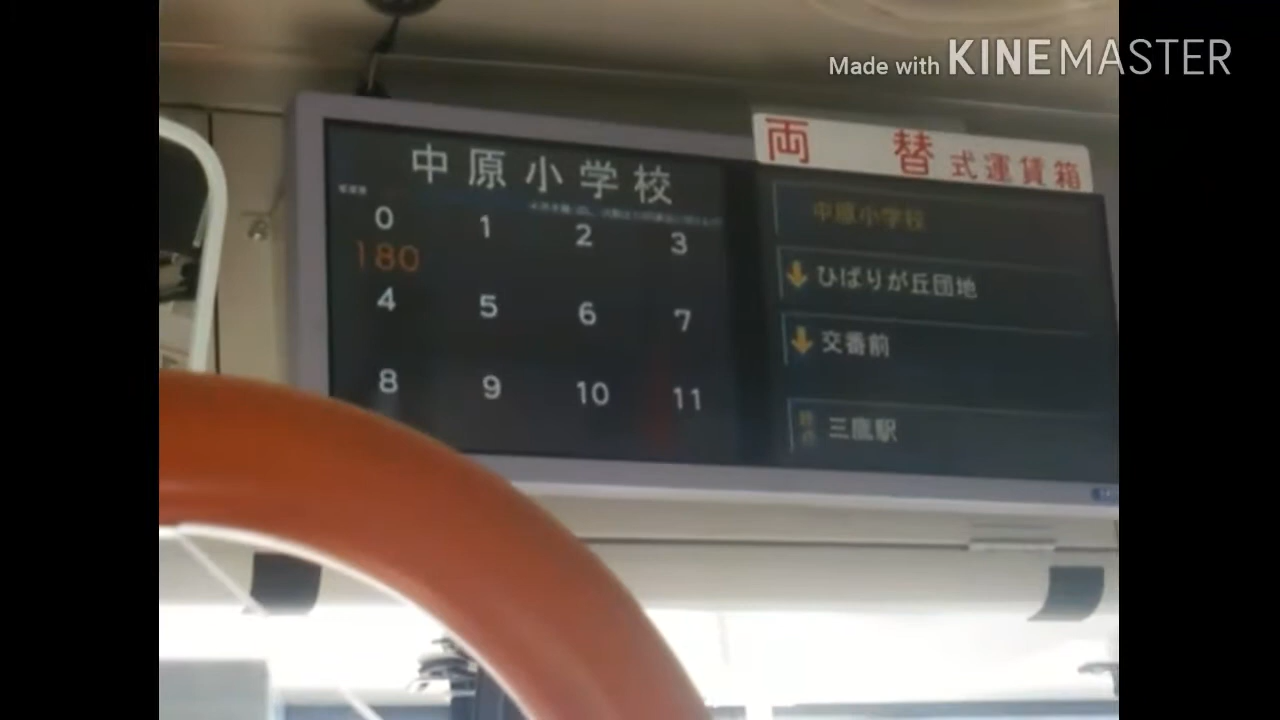 Made with KINEMASTER
両替式運賃箱
中原小学校
0 1 2 3
180
4 5 6 7
8 9 10 11
中原小学校
ひばりが丘団地
交番前
三鷹駅